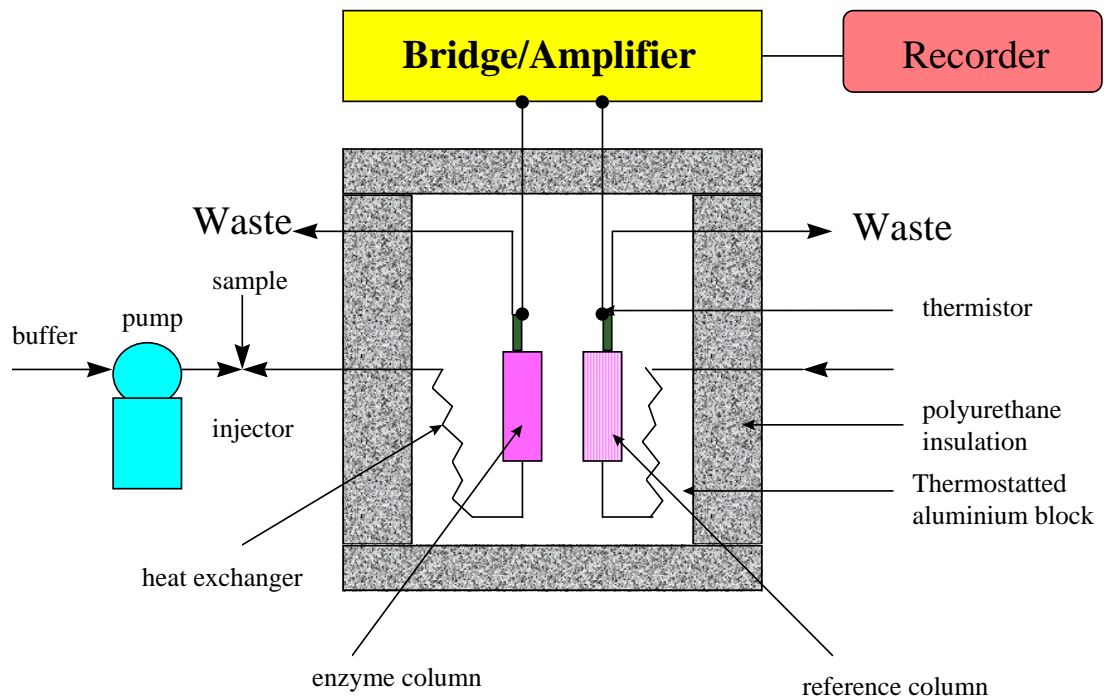 Bridge/Amplifier
Recorder
Waste
Waste
sample
thermistor
buffer
pump
injector
polyurethane
insulation
Thermostatted
aluminium block
heat exchanger
enzyme column
reference column